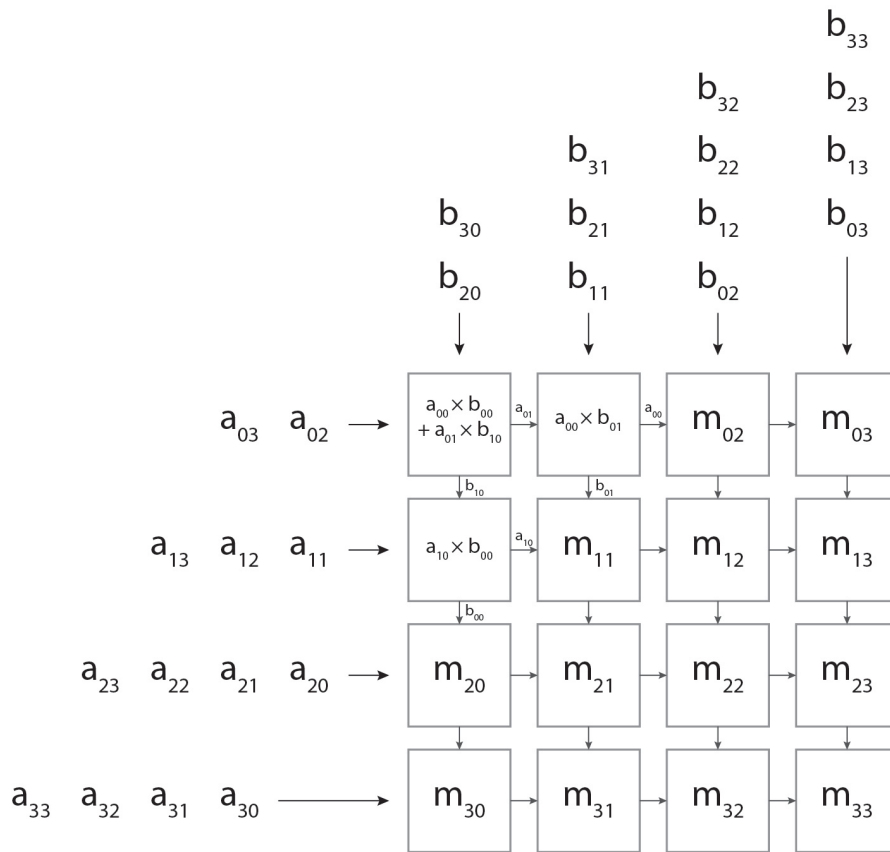 b₃₃
b₃₂ b₂₃
b₃₁ b₂₂ b₁₃
b₃₀ b₂₁ b₁₂ b₀₃
b₂₀ b₁₁ b₀₂
a₀₃ a₀₂ a₀₀ × b₀₀ a₀₁ a₀₀ × b₀₁ a₀₀ m₀₂ m₀₃
+ a₀₁ × b₁₀
b₁₀ b₀₁
a₁₃ a₁₂ a₁₁ a₁₀ × b₀₀ a₁₀ m₁₁ m₁₂ m₁₃
b₀₀
a₂₃ a₂₂ a₂₁ a₂₀ m₂₀ m₂₁ m₂₂ m₂₃
a₃₃ a₃₂ a₃₁ a₃₀ m₃₀ m₃₁ m₃₂ m₃₃